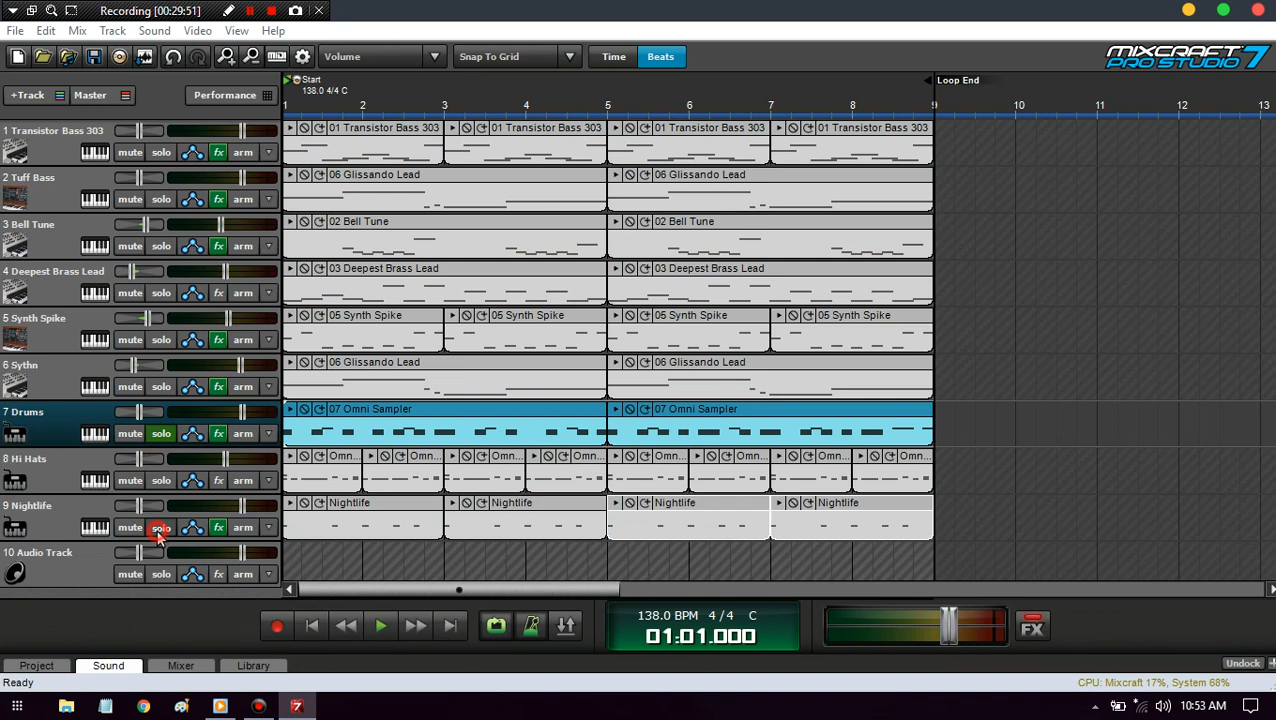 Recording [00:29:51]
File Edit Mix Track Sound Video View Help
Volume Snap To Grid Time Beats MIXCRAFT PRO STUDIO 7
+Track Master Performance
Start Loop End
138.0 4/4 C
1 2 3 4 5 6 7 8 9 10 11 12 13
1 Transistor Bass 303 01 Transistor Bass 303 01 Transistor Bass 303 01 Transistor Bass 303 01 Transistor Bass 303
mute solo fx arm
2 Tuff Bass 06 Glissando Lead 06 Glissando Lead
mute solo fx arm
3 Bell Tune 02 Bell Tune 02 Bell Tune
mute solo fx arm
4 Deepest Brass Lead 03 Deepest Brass Lead 03 Deepest Brass Lead
mute solo fx arm
5 Synth Spike 05 Synth Spike 05 Synth Spike 05 Synth Spike 05 Synth Spike
mute solo fx arm
6 Sythn 06 Glissando Lead 06 Glissando Lead
mute solo fx arm
7 Drums 07 Omni Sampler 07 Omni Sampler
mute solo fx arm
8 Hi Hats Omn... Omn... Omn... Omn... Omn... Omn... Omn... Omn...
mute solo fx arm
9 Nightlife Nightlife Nightlife Nightlife Nightlife
mute solo fx arm
10 Audio Track
mute solo fx arm
138.0 BPM 4 / 4 C
01:01.000
FX
Project Sound Mixer Library Undock
Ready CPU: Mixcraft 17%, System 68%
7 10:53 AM